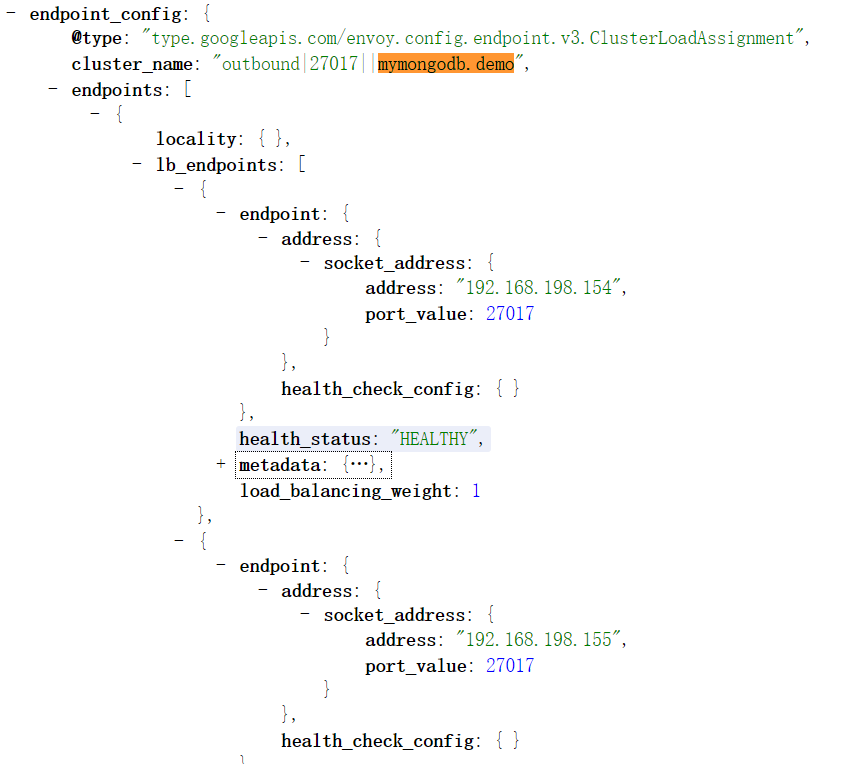 - endpoint_config: {
@type: "type.googleapis.com/envoy.config.endpoint.v3.ClusterLoadAssignment",
cluster_name: "outbound|27017||mymongodb.demo",
- endpoints: [
- {
locality: { },
- lb_endpoints: [
- {
- endpoint: {
- address: {
- socket_address: {
address: "192.168.198.154",
port_value: 27017
}
},
health_check_config: { }
},
health_status: "HEALTHY",
+ metadata: {…},
load_balancing_weight: 1
},
- {
- endpoint: {
- address: {
- socket_address: {
address: "192.168.198.155",
port_value: 27017
}
},
health_check_config: { }